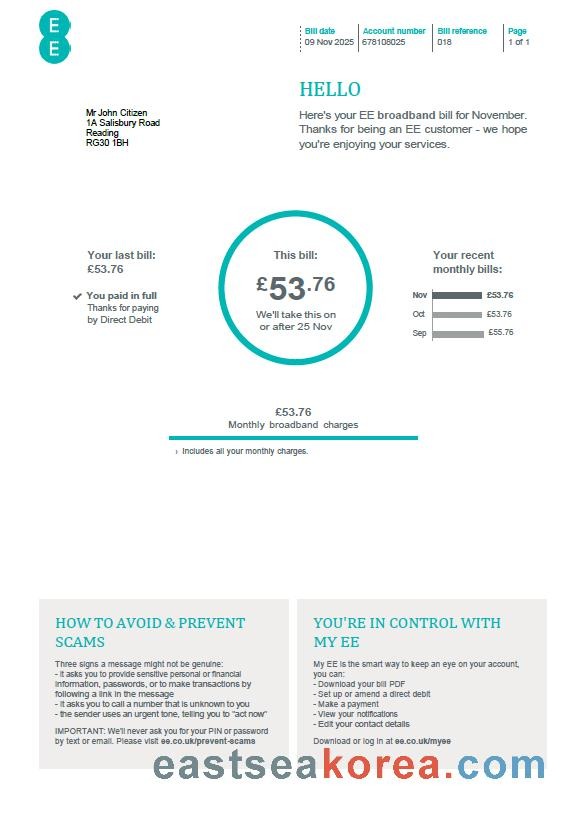 E
E
Bill date
09 Nov 2025
Account number
678108025
Bill reference
018
Page
1 of 1
HELLO
Here's your EE broadband bill for November.
Thanks for being an EE customer - we hope
you're enjoying your services.
Mr John Citizen
1A Salisbury Road
Reading
RG30 1BH
Your last bill:
£53.76
You paid in full
Thanks for paying
by Direct Debit
This bill:
£53.76
We'll take this on
or after 25 Nov
Your recent
monthly bills:
Nov £53.76
Oct £53.76
Sep £55.76
£53.76
Monthly broadband charges
› Includes all your monthly charges.
HOW TO AVOID & PREVENT
SCAMS
Three signs a message might not be genuine:
- it asks you to provide sensitive personal or financial
information, passwords, or to make transactions by
following a link in the message
- it asks you to call a number that is unknown to you
- the sender uses an urgent tone, telling you to "act now"
IMPORTANT: We'll never ask you for your PIN or password
by text or email. Please visit ee.co.uk/prevent-scams
YOU'RE IN CONTROL WITH
MY EE
My EE is the smart way to keep an eye on your account,
you can:
- Download your bill PDF
- Set up or amend a direct debit
- Make a payment
- View your notifications
- Edit your contact details
Download or log in at ee.co.uk/myee
eastseakorea.com